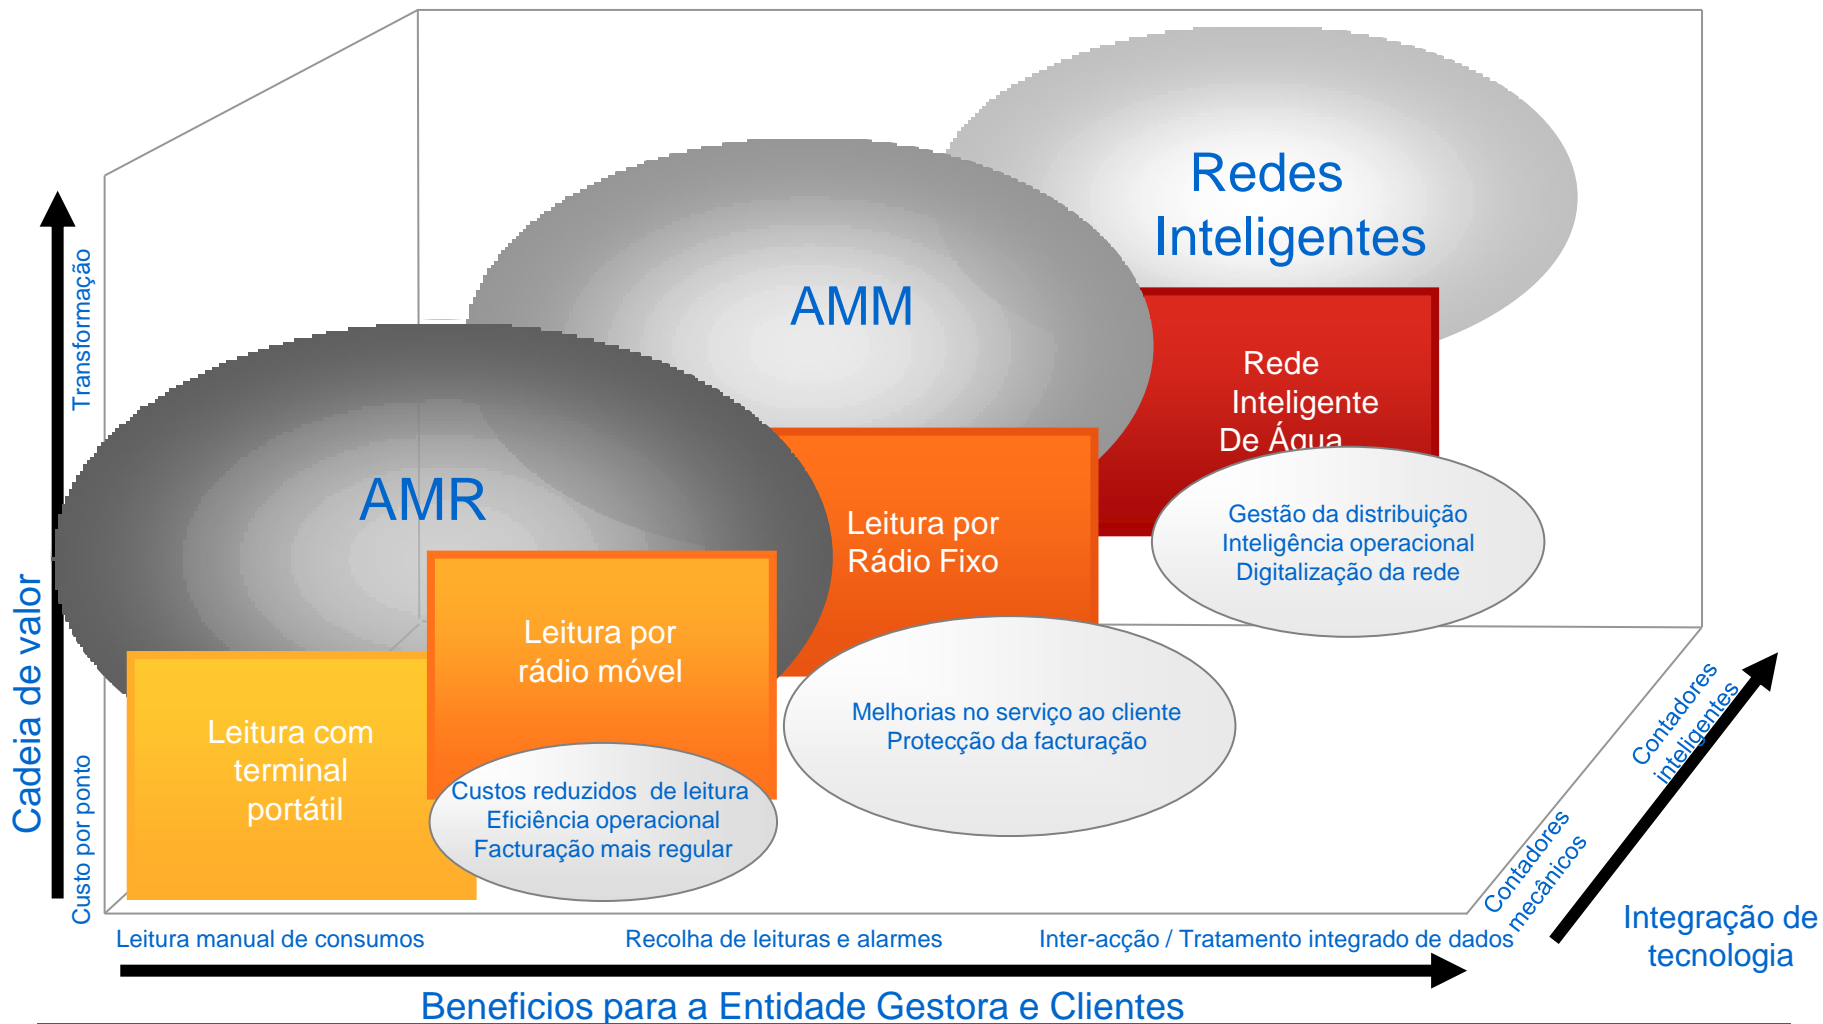 Redes
Inteligentes
AMM
AMR
Rede
Inteligente
De Água
Leitura por
Rádio Fixo
Gestão da distribuição
Inteligência operacional
Digitalização da rede
Leitura por
rádio móvel
Melhorias no serviço ao cliente
Protecção da facturação
Leitura com
terminal
portátil
Custos reduzidos de leitura
Eficiência operacional
Facturação mais regular
Transformação
Cadeia de valor
Custo por ponto
Contadores
inteligentes
Contadores
mecânicos
Integração de
tecnologia
Leitura manual de consumos
Recolha de leituras e alarmes
Inter-acção / Tratamento integrado de dados
Beneficios para a Entidade Gestora e Clientes